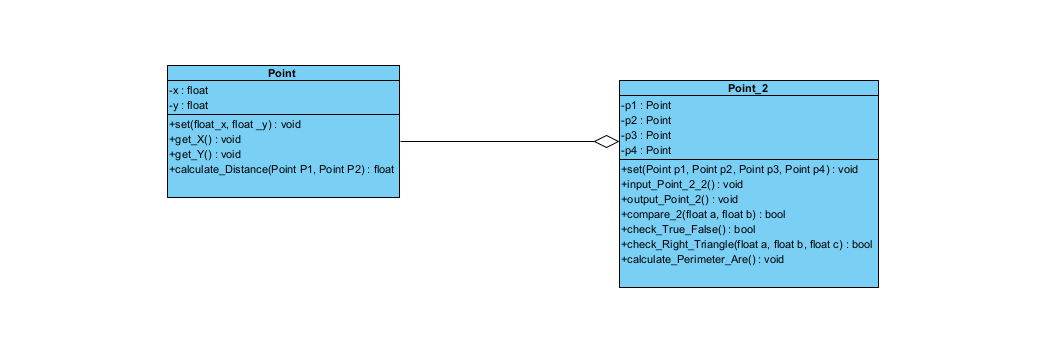 Point
-x : float
-y : float
+set(float_x, float _y) : void
+get_X() : void
+get_Y() : void
+calculate_Distance(Point P1, Point P2) : float
Point_2
-p1 : Point
-p2 : Point
-p3 : Point
-p4 : Point
+set(Point p1, Point p2, Point p3, Point p4) : void
+input_Point_2_2() : void
+output_Point_2() : void
+compare_2(float a, float b) : bool
+check_True_False() : bool
+check_Right_Triangle(float a, float b, float c) : bool
+calculate_Perimeter_Are() : void